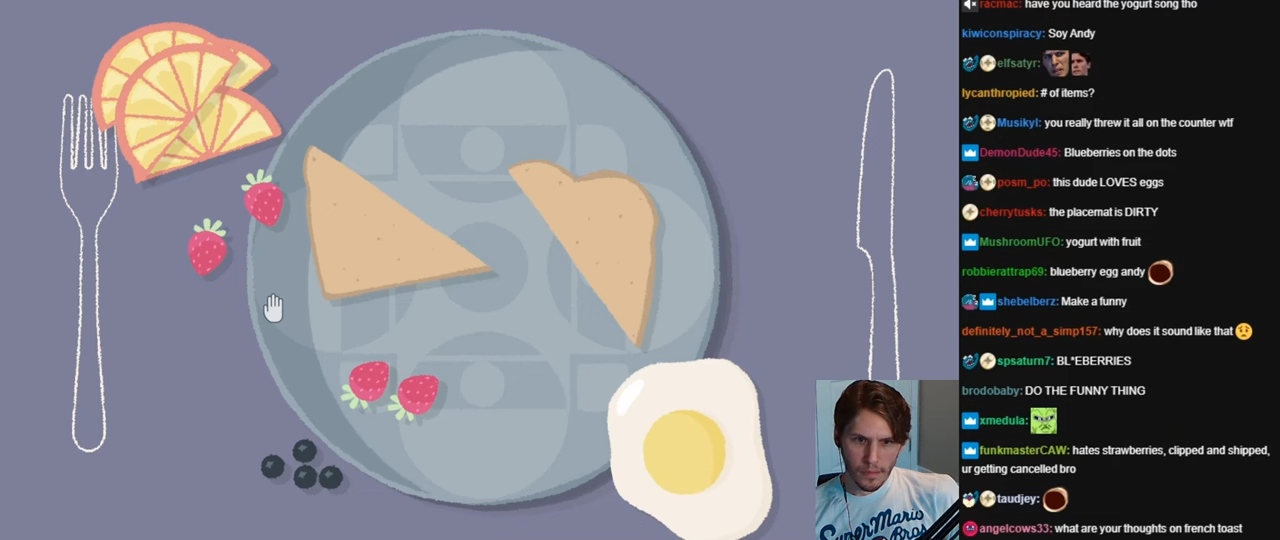 racmac: have you heard the yogurt song tho
kiwiconspiracy: Soy Andy
elfsatyr:
lycanthropied: # of items?
Musikyl: you really threw it all on the counter wtf
DemonDude45: Blueberries on the dots
posm_po: this dude LOVES eggs
cherrytusks: the placemat is DIRTY
MushroomUFO: yogurt with fruit
robbierattrap69: blueberry egg andy
shebelberz: Make a funny
definitely_not_a_simp157: why does it sound like that
spsaturn7: BL*EBERRIES
brodobaby: DO THE FUNNY THING
xmedula:
funkmasterCAW: hates strawberries, clipped and shipped,
ur getting cancelled bro
taudjey:
angelcows33: what are your thoughts on french toast
SUPER MARIO
BROS